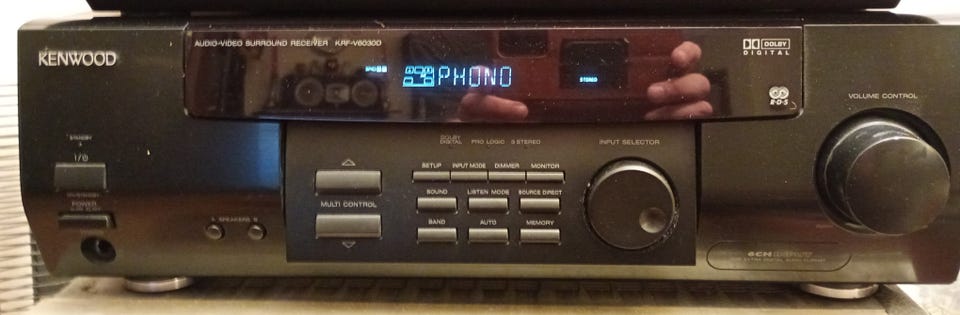 KENWOOD
AUDIO-VIDEO SURROUND RECEIVER KRF-V6030D
DOLBY
DIGITAL
R·D·S
PHONO
STEREO
VOLUME CONTROL
STANDBY
POWER
SPEAKERS B
DOLBY
DIGITAL
PRO LOGIC 3 STEREO
INPUT SELECTOR
SETUP INPUT MODE DIMMER MONITOR
SOUND LISTEN MODE SOURCE DIRECT
MULTI CONTROL
BAND AUTO MEMORY
6CH INPUT